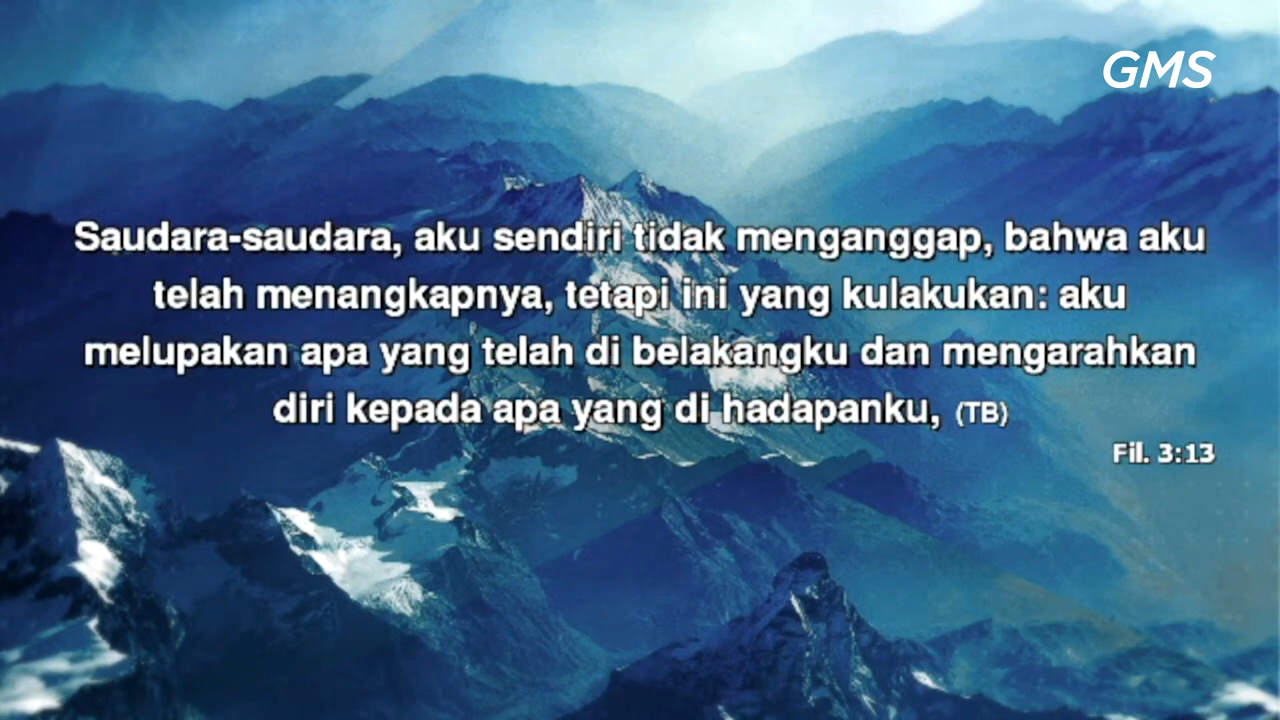 GMS
Saudara-saudara, aku sendiri tidak menganggap, bahwa aku
telah menangkapnya, tetapi ini yang kulakukan: aku
melupakan apa yang telah di belakangku dan mengarahkan
diri kepada apa yang di hadapanku, (TB)
Fil. 3:13